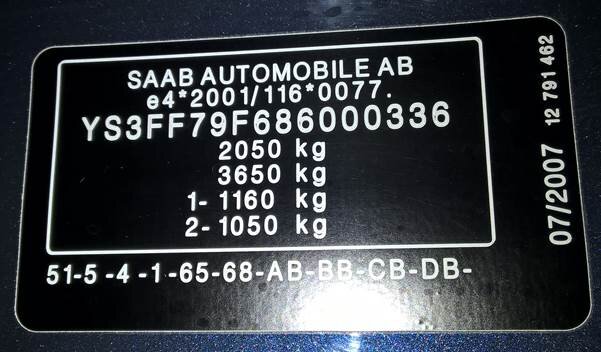 SAAB AUTOMOBILE AB
e4*2001/116*0077.
YS3FF79F686000336
2050 kg
3650 kg
1- 1160 kg
2- 1050 kg
51-5 -4 -1-65-68-AB-BB-CB-DB-
07/2007 12 791 462